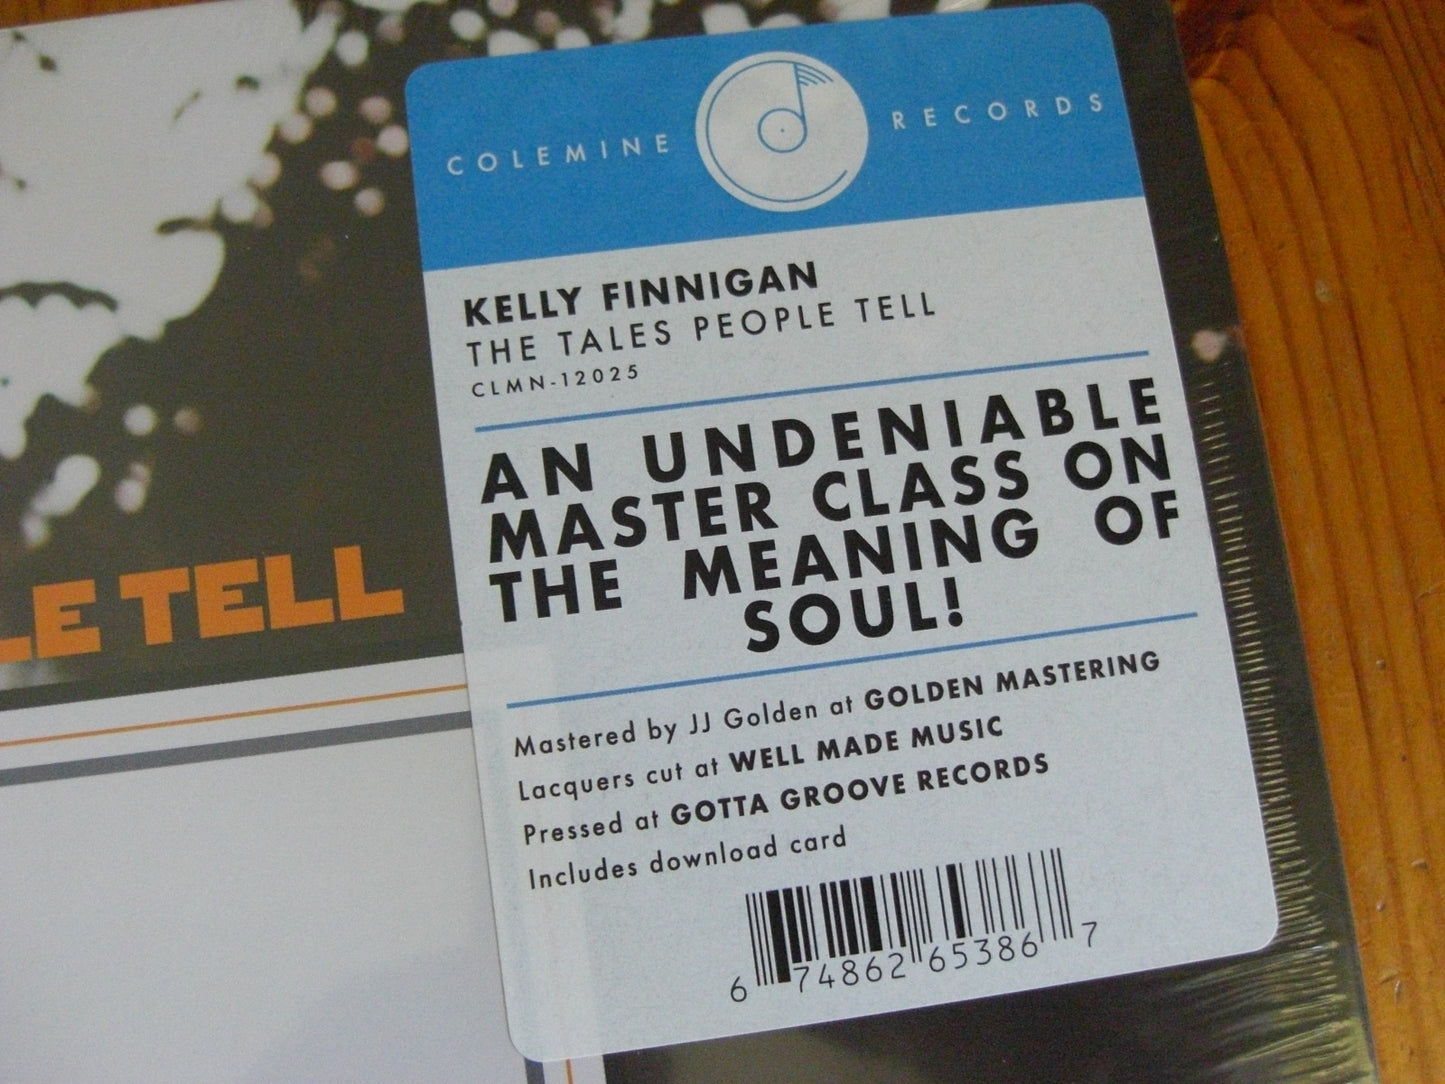 COLEMINE RECORDS
KELLY FINNIGAN
THE TALES PEOPLE TELL
CLMN-12025
AN UNDENIABLE
MASTER CLASS ON
THE MEANING OF
SOUL!
Mastered by JJ Golden at GOLDEN MASTERING
Lacquers cut at WELL MADE MUSIC
Pressed at GOTTA GROOVE RECORDS
Includes download card
6 74862 65386 7
LE TELL